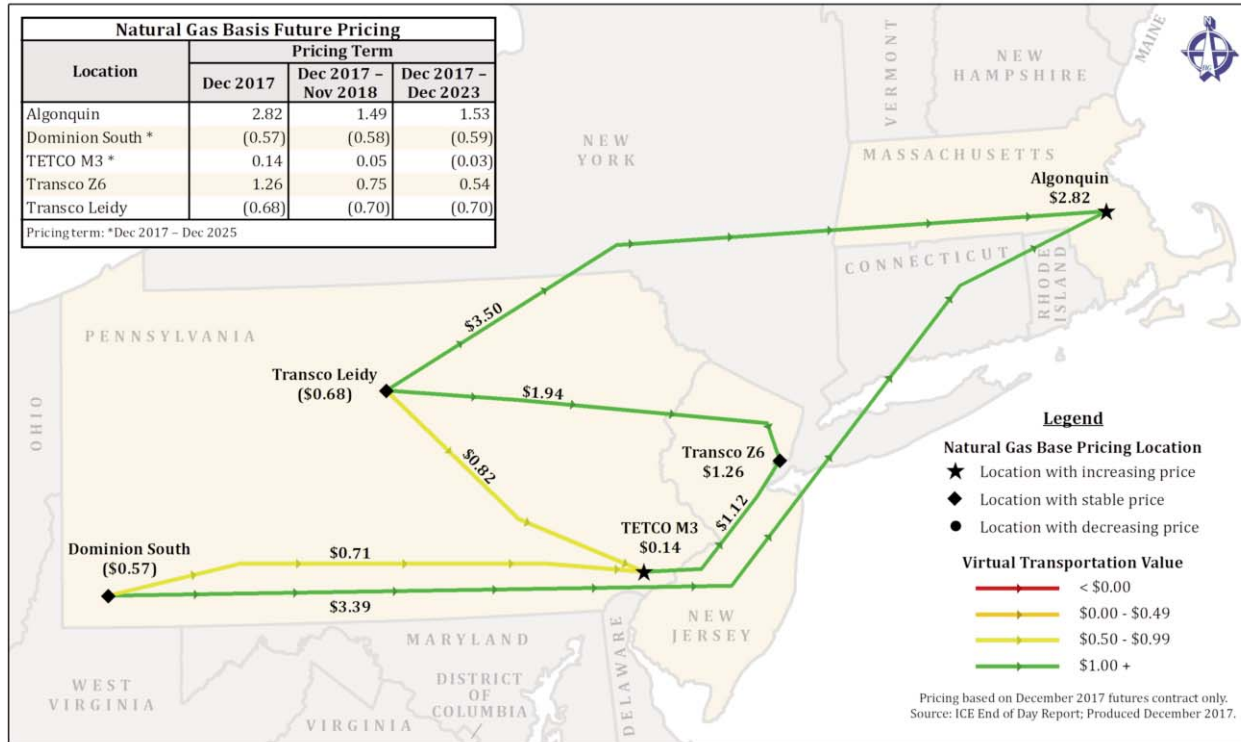 Natural Gas Basis Future Pricing
Location
Pricing Term
Dec 2017
Dec 2017 –
Nov 2018
Dec 2017 –
Dec 2023
Algonquin 2.82 1.49 1.53
Dominion South * (0.57) (0.58) (0.59)
TETCO M3 * 0.14 0.05 (0.03)
Transco Z6 1.26 0.75 0.54
Transco Leidy (0.68) (0.70) (0.70)
Pricing term: *Dec 2017 – Dec 2025
MAINE
VERMONT
NEW
HAMPSHIRE
NEW
YORK
MASSACHUSETTS
Algonquin
$2.82
CONNECTICUT
RHODE
ISLAND
PENNSYLVANIA
$3.50
Transco Leidy
($0.68)
$1.94
OHIO
$0.82
Transco Z6
$1.26
$1.12
TETCO M3
$0.14
Dominion South
($0.57)
$0.71
$3.39
NEW
JERSEY
MARYLAND
DELAWARE
WEST
VIRGINIA
DISTRICT
OF
COLUMBIA
VIRGINIA
Legend
Natural Gas Base Pricing Location
Location with increasing price
Location with stable price
Location with decreasing price
Virtual Transportation Value
< $0.00
$0.00 - $0.49
$0.50 - $0.99
$1.00 +
Pricing based on December 2017 futures contract only.
Source: ICE End of Day Report; Produced December 2017.